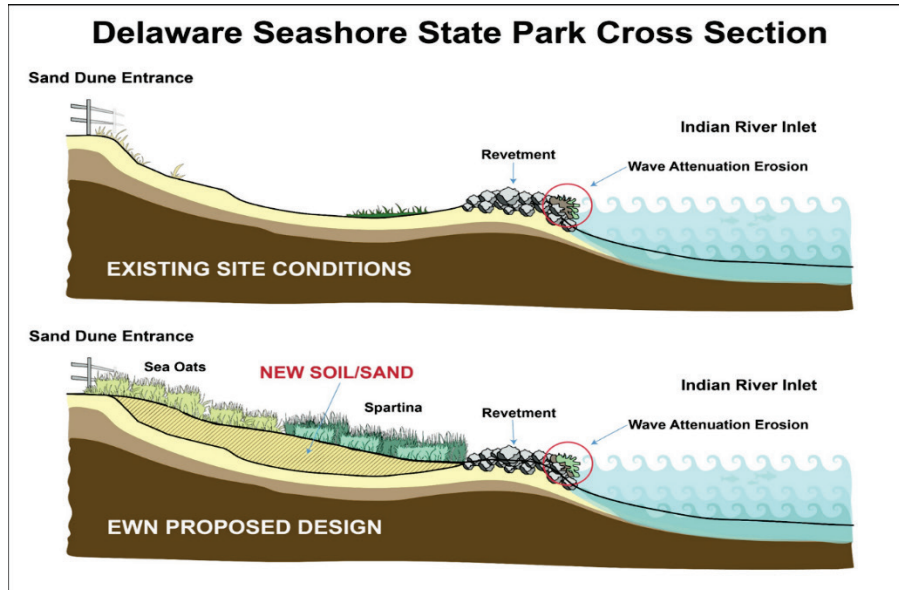 Delaware Seashore State Park Cross Section
Sand Dune Entrance
Indian River Inlet
Revetment
Wave Attenuation Erosion
EXISTING SITE CONDITIONS
Sand Dune Entrance
Sea Oats
NEW SOIL/SAND
Spartina
Revetment
Indian River Inlet
Wave Attenuation Erosion
EWN PROPOSED DESIGN